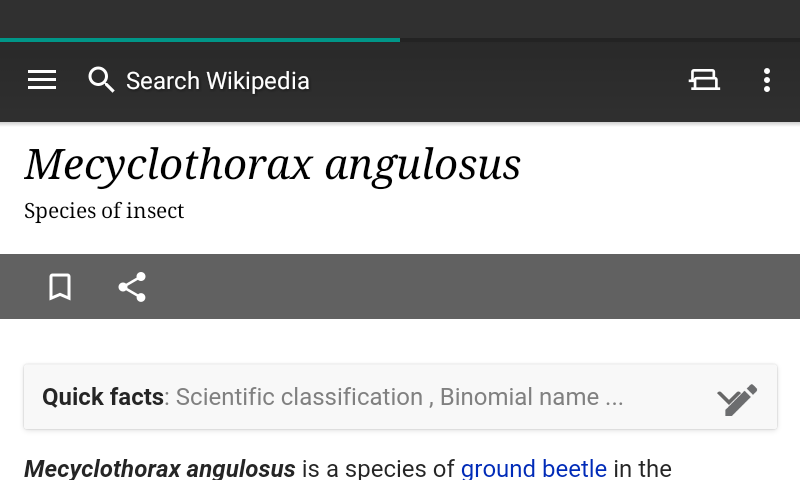 Search Wikipedia
Mecyclothorax angulosus
Species of insect
Quick facts: Scientific classification , Binomial name ...
Mecyclothorax angulosus is a species of ground beetle in the